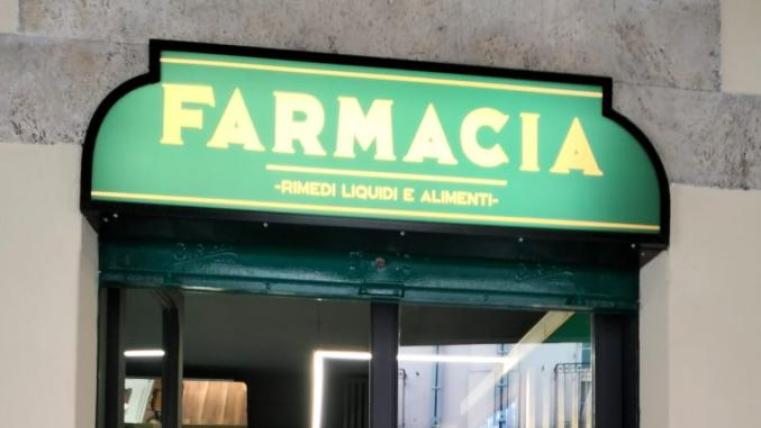 FARMACIA
-RIMEDI LIQUIDI E ALIMENTI-